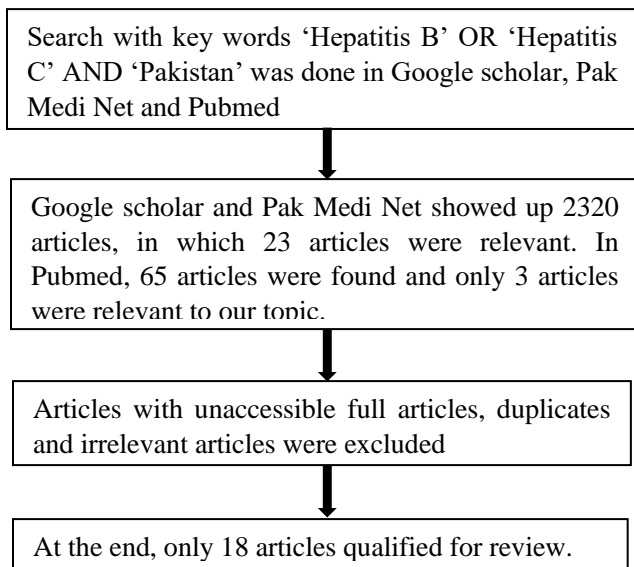 Search with key words ‘Hepatitis B’ OR ‘Hepatitis
C’ AND ‘Pakistan’ was done in Google scholar, Pak
Medi Net and Pubmed
Google scholar and Pak Medi Net showed up 2320
articles, in which 23 articles were relevant. In
Pubmed, 65 articles were found and only 3 articles
were relevant to our topic.
Articles with unaccessible full articles, duplicates
and irrelevant articles were excluded
At the end, only 18 articles qualified for review.